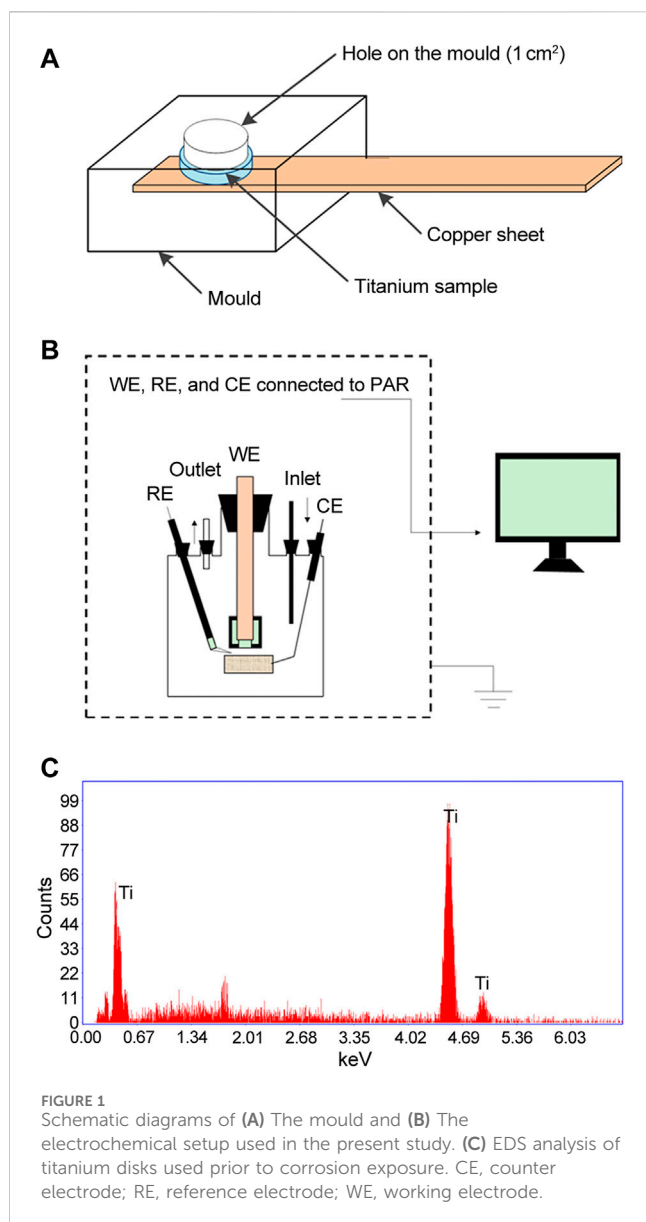 A
Hole on the mould (1 cm²)
Copper sheet
Titanium sample
Mould
B
WE, RE, and CE connected to PAR
WE
Outlet
Inlet
RE
CE
C
99
88
77
66
55
44
33
22
11
0
Counts
Ti
Ti
Ti
0.00 0.67 1.34 2.01 2.68 3.35 4.02 4.69 5.36 6.03
keV
FIGURE 1
Schematic diagrams of (A) The mould and (B) The
electrochemical setup used in the present study. (C) EDS analysis of
titanium disks used prior to corrosion exposure. CE, counter
electrode; RE, reference electrode; WE, working electrode.